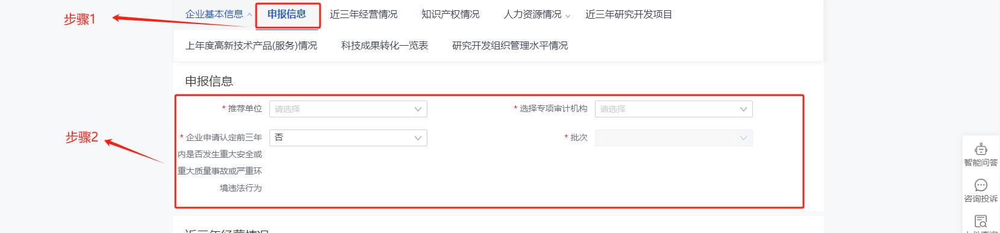 步骤1
企业基本信息 申报信息 近三年经营情况 知识产权情况 人力资源情况 近三年研究开发项目
上年度高新技术产品(服务)情况 科技成果转化一览表 研究开发组织管理水平情况
申报信息
* 推荐单位 请选择 * 选择专项审计机构 请选择
步骤2
* 企业申请认定前三年 否 * 批次
内是否发生重大安全或
重大质量事故或严重环
境违法行为
智能问答
咨询投诉
近三年经营情况